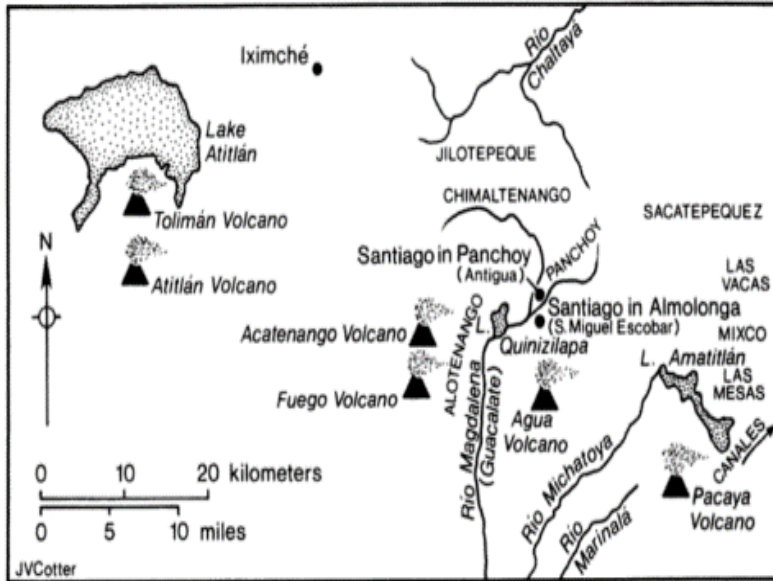 Iximché
Río
Chaltayá
Lake
Atitlán
JILOTEPEQUE
CHIMALTENANGO
SACATEPEQUEZ
Tolimán Volcano
N
Santiago in Panchoy
(Antigua)
PANCHOY
LAS
VACAS
Atitlán Volcano
Santiago in Almolonga
(S. Miguel Escobar)
Acatenango Volcano
L.
Quinizilapa
MIXCO
L. Amatitlán
ALOTENANGO
LAS
MESAS
Fuego Volcano
Río Magdalena
(Guacalate)
Agua
Volcano
CANALES
0 10 20 kilometers
Río Michatoya
Pacaya
Volcano
0 5 10 miles
Río
Marinalá
JVCotter